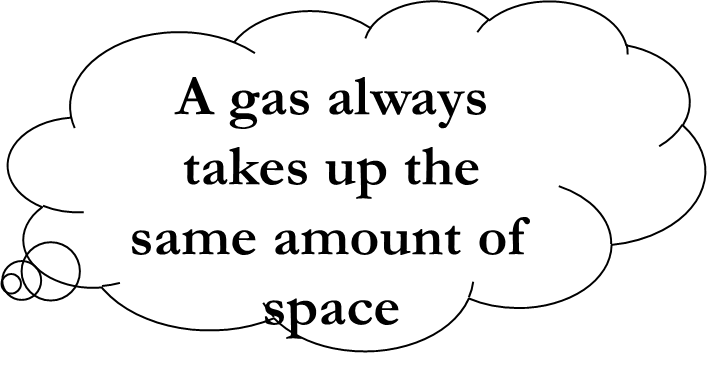 A gas always
takes up the
same amount of
space